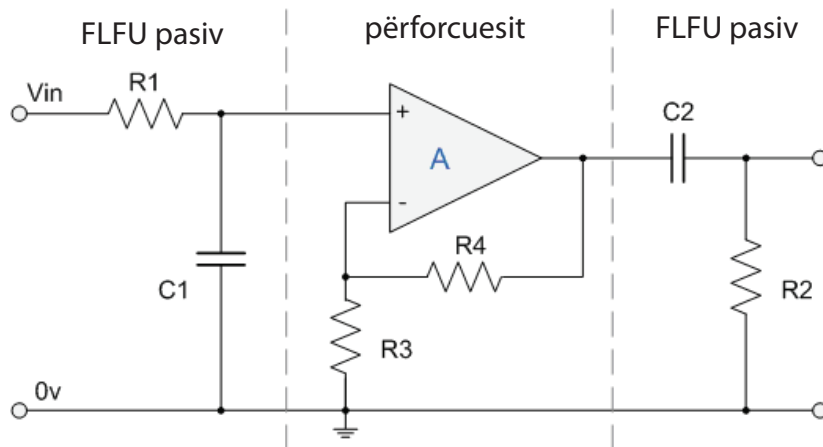 FLFU pasiv
përforcuesit
FLFU pasiv
R1
Vin
C2
+
A
-
R4
C1
R2
R3
0v